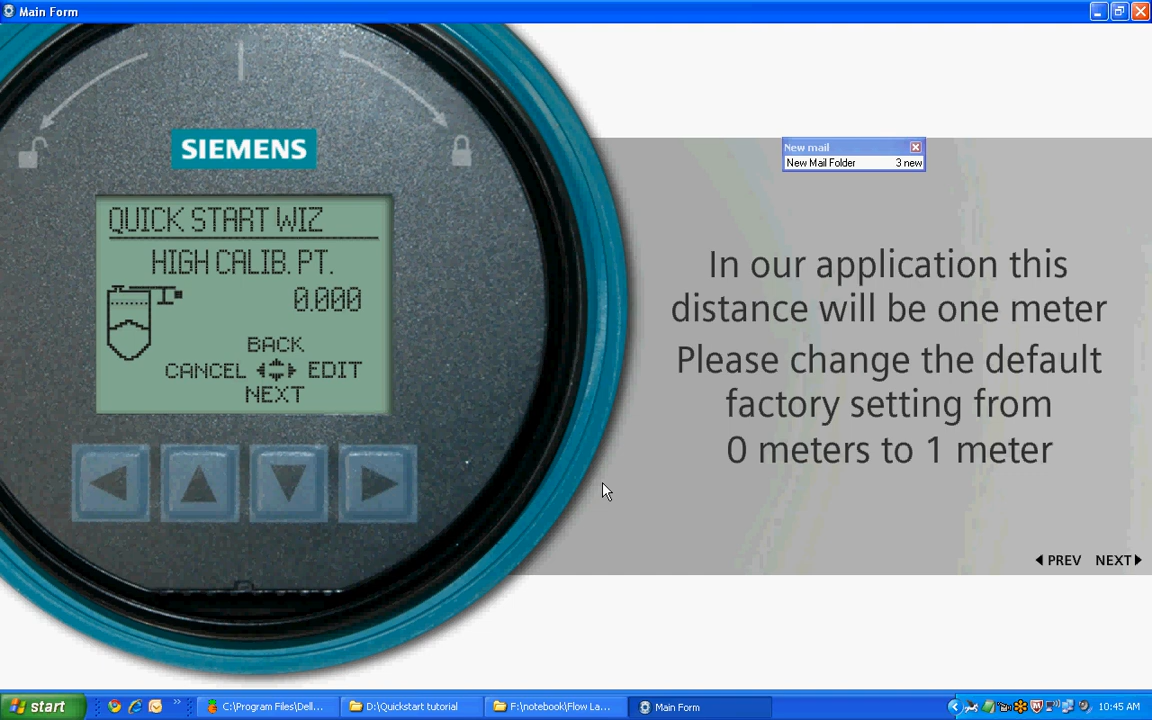 Main Form
SIEMENS
QUICK START WIZ
HIGH CALIB. PT.
0.000
BACK
CANCEL EDIT
NEXT
New mail
New Mail Folder 3 new
In our application this
distance will be one meter
Please change the default
factory setting from
0 meters to 1 meter
PREV NEXT
start
C:\Program Files\Dell...
D:\Quickstart tutorial
F:\notebook\Flow La...
Main Form
10:45 AM